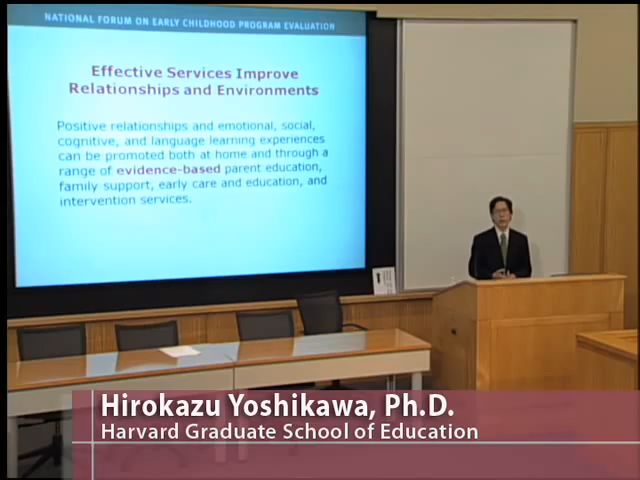 NATIONAL FORUM ON EARLY CHILDHOOD PROGRAM EVALUATION
Effective Services Improve
Relationships and Environments
Positive relationships and emotional, social,
cognitive, and language learning experiences
can be promoted both at home and through a
range of evidence-based parent education,
family support, early care and education, and
intervention services.
Hirokazu Yoshikawa, Ph.D.
Harvard Graduate School of Education